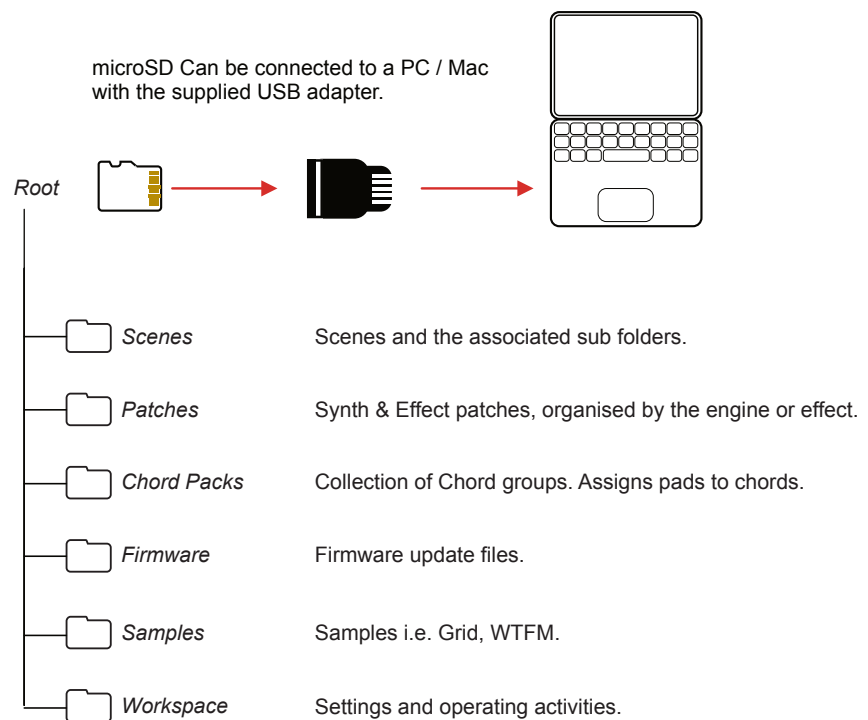 microSD Can be connected to a PC / Mac
with the supplied USB adapter.
Root
Scenes Scenes and the associated sub folders.
Patches Synth & Effect patches, organised by the engine or effect.
Chord Packs Collection of Chord groups. Assigns pads to chords.
Firmware Firmware update files.
Samples Samples i.e. Grid, WTFM.
Workspace Settings and operating activities.